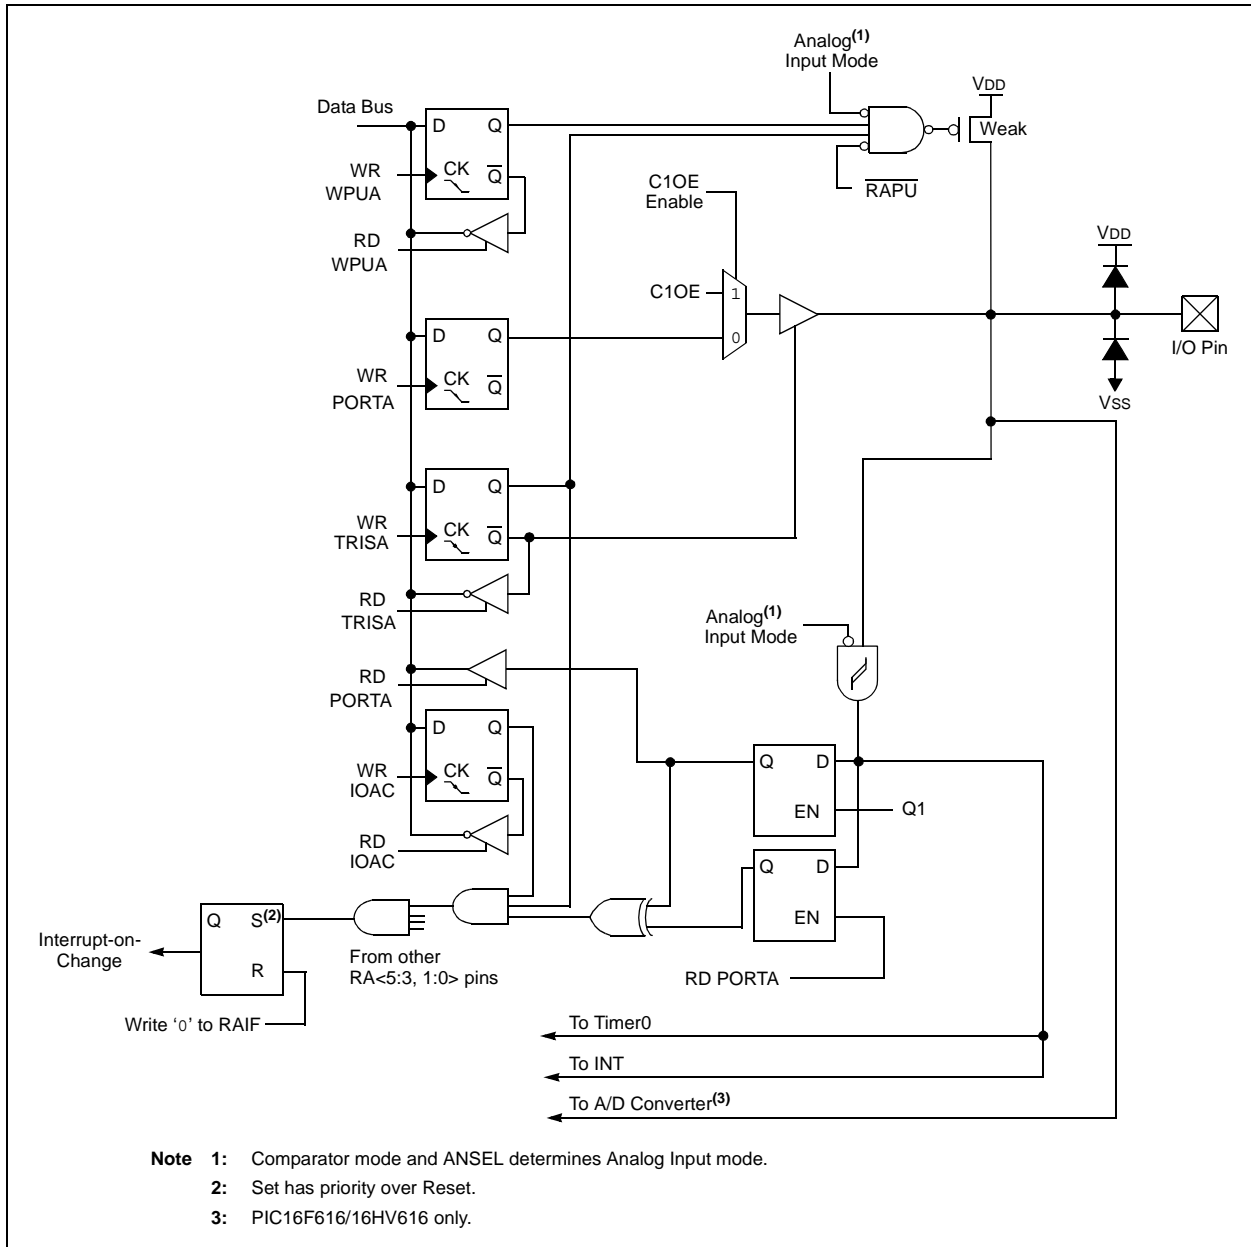 Analog(1)
Input Mode
VDD
Data Bus
D Q
Weak
WR
WPUA
CK Q
RAPU
C1OE
Enable
RD
WPUA
VDD
C1OE
1
D Q
0
I/O Pin
WR
PORTA
CK Q
VSS
D Q
WR
TRISA
CK Q
RD
TRISA
Analog(1)
Input Mode
RD
PORTA
D Q
WR
IOAC
CK Q
Q D
EN
Q1
RD
IOAC
Q D
EN
Q S(2)
R
Interrupt-on-
Change
From other
RA<5:3, 1:0> pins
RD PORTA
Write ‘0’ to RAIF
To Timer0
To INT
To A/D Converter(3)
Note 1: Comparator mode and ANSEL determines Analog Input mode.
2: Set has priority over Reset.
3: PIC16F616/16HV616 only.